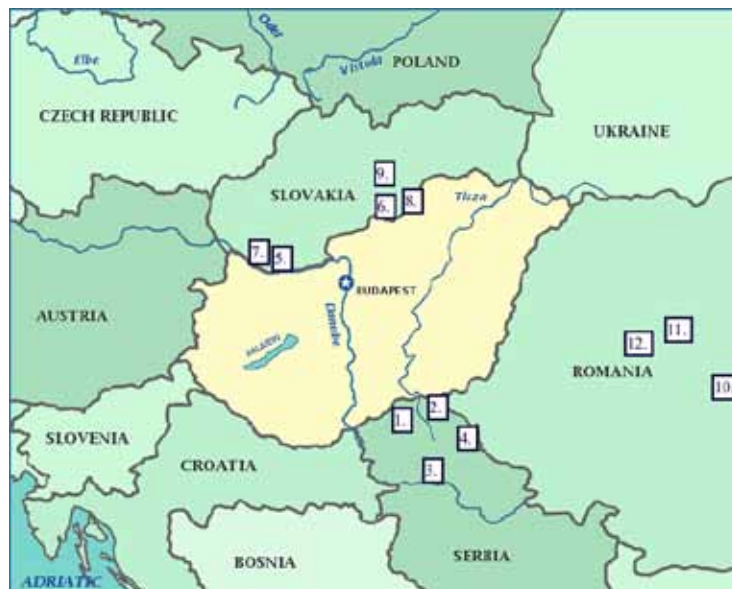 Oder
Elbe
Vistula
POLAND
CZECH REPUBLIC
UKRAINE
9.
SLOVAKIA
Tisza
6.
8.
7.
5.
BUDAPEST
AUSTRIA
Danube
BALATON
11.
12.
ROMANIA
10.
2.
1.
SLOVENIA
4.
CROATIA
3.
BOSNIA
SERBIA
ADRIATIC